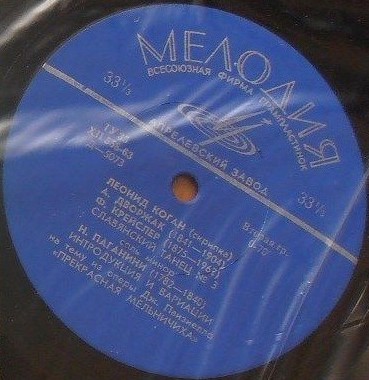 МЕЛОДИЯ
ВСЕСОЮЗНАЯ ФИРМА ГРАМПЛАСТИНОК
АПРЕЛЕВСКИЙ ЗАВОД
33⅓
33⅓
ЛЕОНИД КОГАН (скрипка)
А. ДВОРЖАК (1841—1904)
Ф. КРЕЙСЛЕР (1875—1962)
СЛАВЯНСКИЙ ТАНЕЦ № 3
Н. ПАГАНИНИ (1782—1840)
ИНТРОДУКЦИЯ И ВАРИАЦИИ
на тему из оперы Дж. Паизиелло
«ПРЕКРАСНАЯ МЕЛЬНИЧИХА»